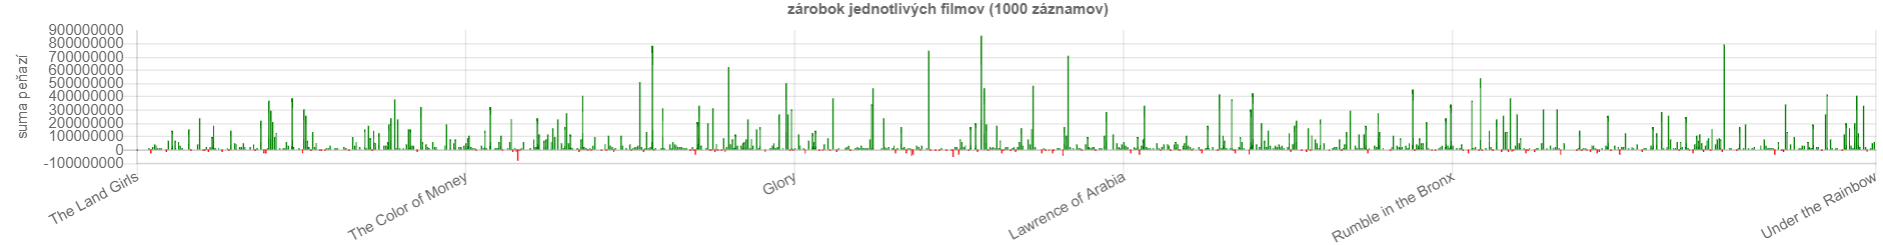 zárobok jednotlivých filmov (1000 záznamov)
suma peňazí
900000000
800000000
700000000
600000000
500000000
400000000
300000000
200000000
100000000
0
-100000000
The Land Girls
The Color of Money
Glory
Lawrence of Arabia
Rumble in the Bronx
Under the Rainbow